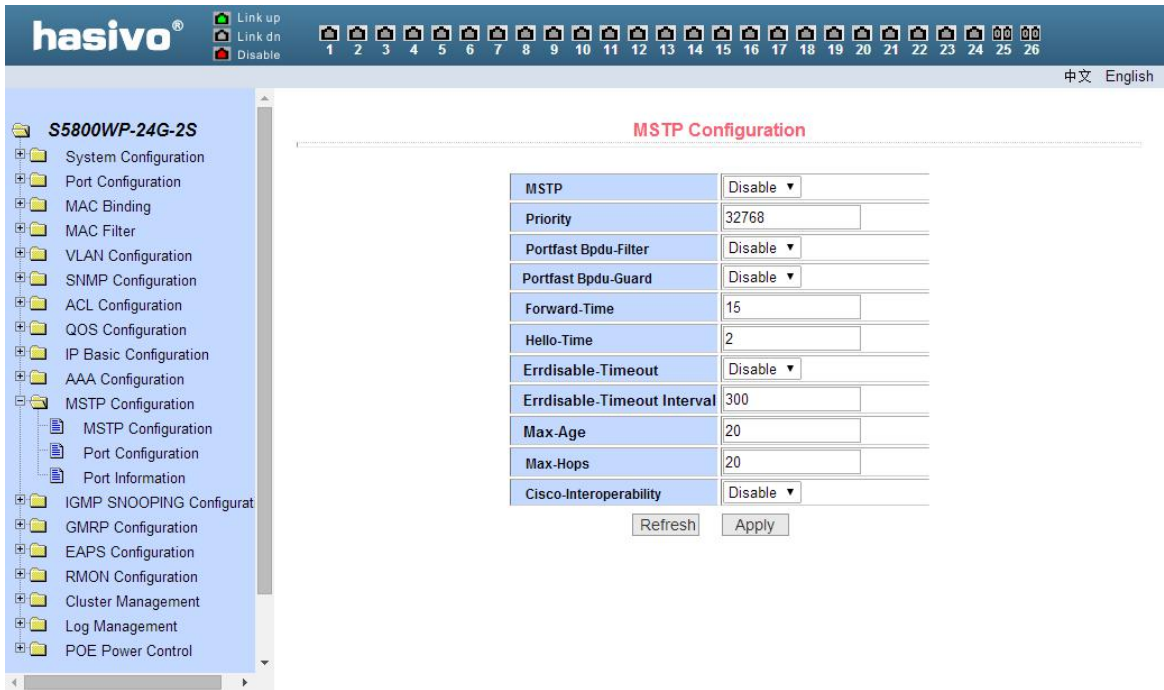 hasivo®
Link up
Link dn
Disable
1 2 3 4 5 6 7 8 9 10 11 12 13 14 15 16 17 18 19 20 21 22 23 24 25 26
中文 English
S5800WP-24G-2S
System Configuration
Port Configuration
MAC Binding
MAC Filter
VLAN Configuration
SNMP Configuration
ACL Configuration
QOS Configuration
IP Basic Configuration
AAA Configuration
MSTP Configuration
MSTP Configuration
Port Configuration
Port Information
IGMP SNOOPING Configurat
GMRP Configuration
EAPS Configuration
RMON Configuration
Cluster Management
Log Management
POE Power Control
MSTP Configuration
MSTP Disable
Priority 32768
Portfast Bpdu-Filter Disable
Portfast Bpdu-Guard Disable
Forward-Time 15
Hello-Time 2
Errdisable-Timeout Disable
Errdisable-Timeout Interval 300
Max-Age 20
Max-Hops 20
Cisco-Interoperability Disable
Refresh Apply